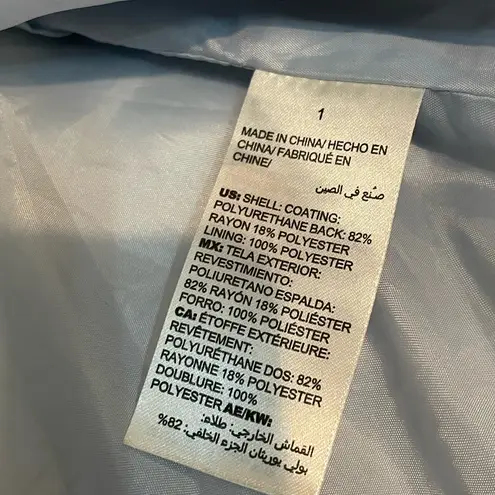 1
MADE IN CHINA/ HECHO EN
CHINA/ FABRIQUÉ EN
CHINE/
صنع في الصين
US: SHELL: COATING:
POLYURETHANE BACK: 82%
RAYON 18% POLYESTER
LINING: 100% POLYESTER
MX: TELA EXTERIOR:
REVESTIMIENTO:
POLIURETANO ESPALDA:
82% RAYÓN 18% POLIÉSTER
FORRO: 100% POLIÉSTER
CA: ÉTOFFE EXTÉRIEURE:
REVÊTEMENT:
POLYURÉTHANE DOS: 82%
RAYONNE 18% POLYESTER
DOUBLURE: 100%
POLYESTER AE/KW:
القماش الخارجي: طلاء:
بولي يوريثان الجزء الخلفي: 82%